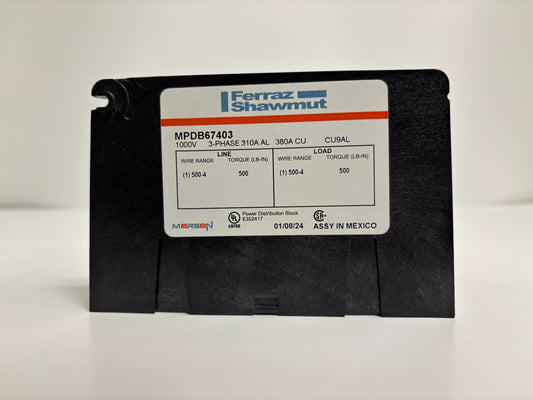 Ferraz
Shawmut
MPDB67403
1000V 3-PHASE 310A AL 380A CU CU9AL
LINE LOAD
WIRE RANGE TORQUE (LB-IN) WIRE RANGE TORQUE (LB-IN)
(1) 500-4 500 (1) 500-4 500
MERSEN UL LISTED Power Distribution Block
E352417 01/08/24 ASSY IN MEXICO